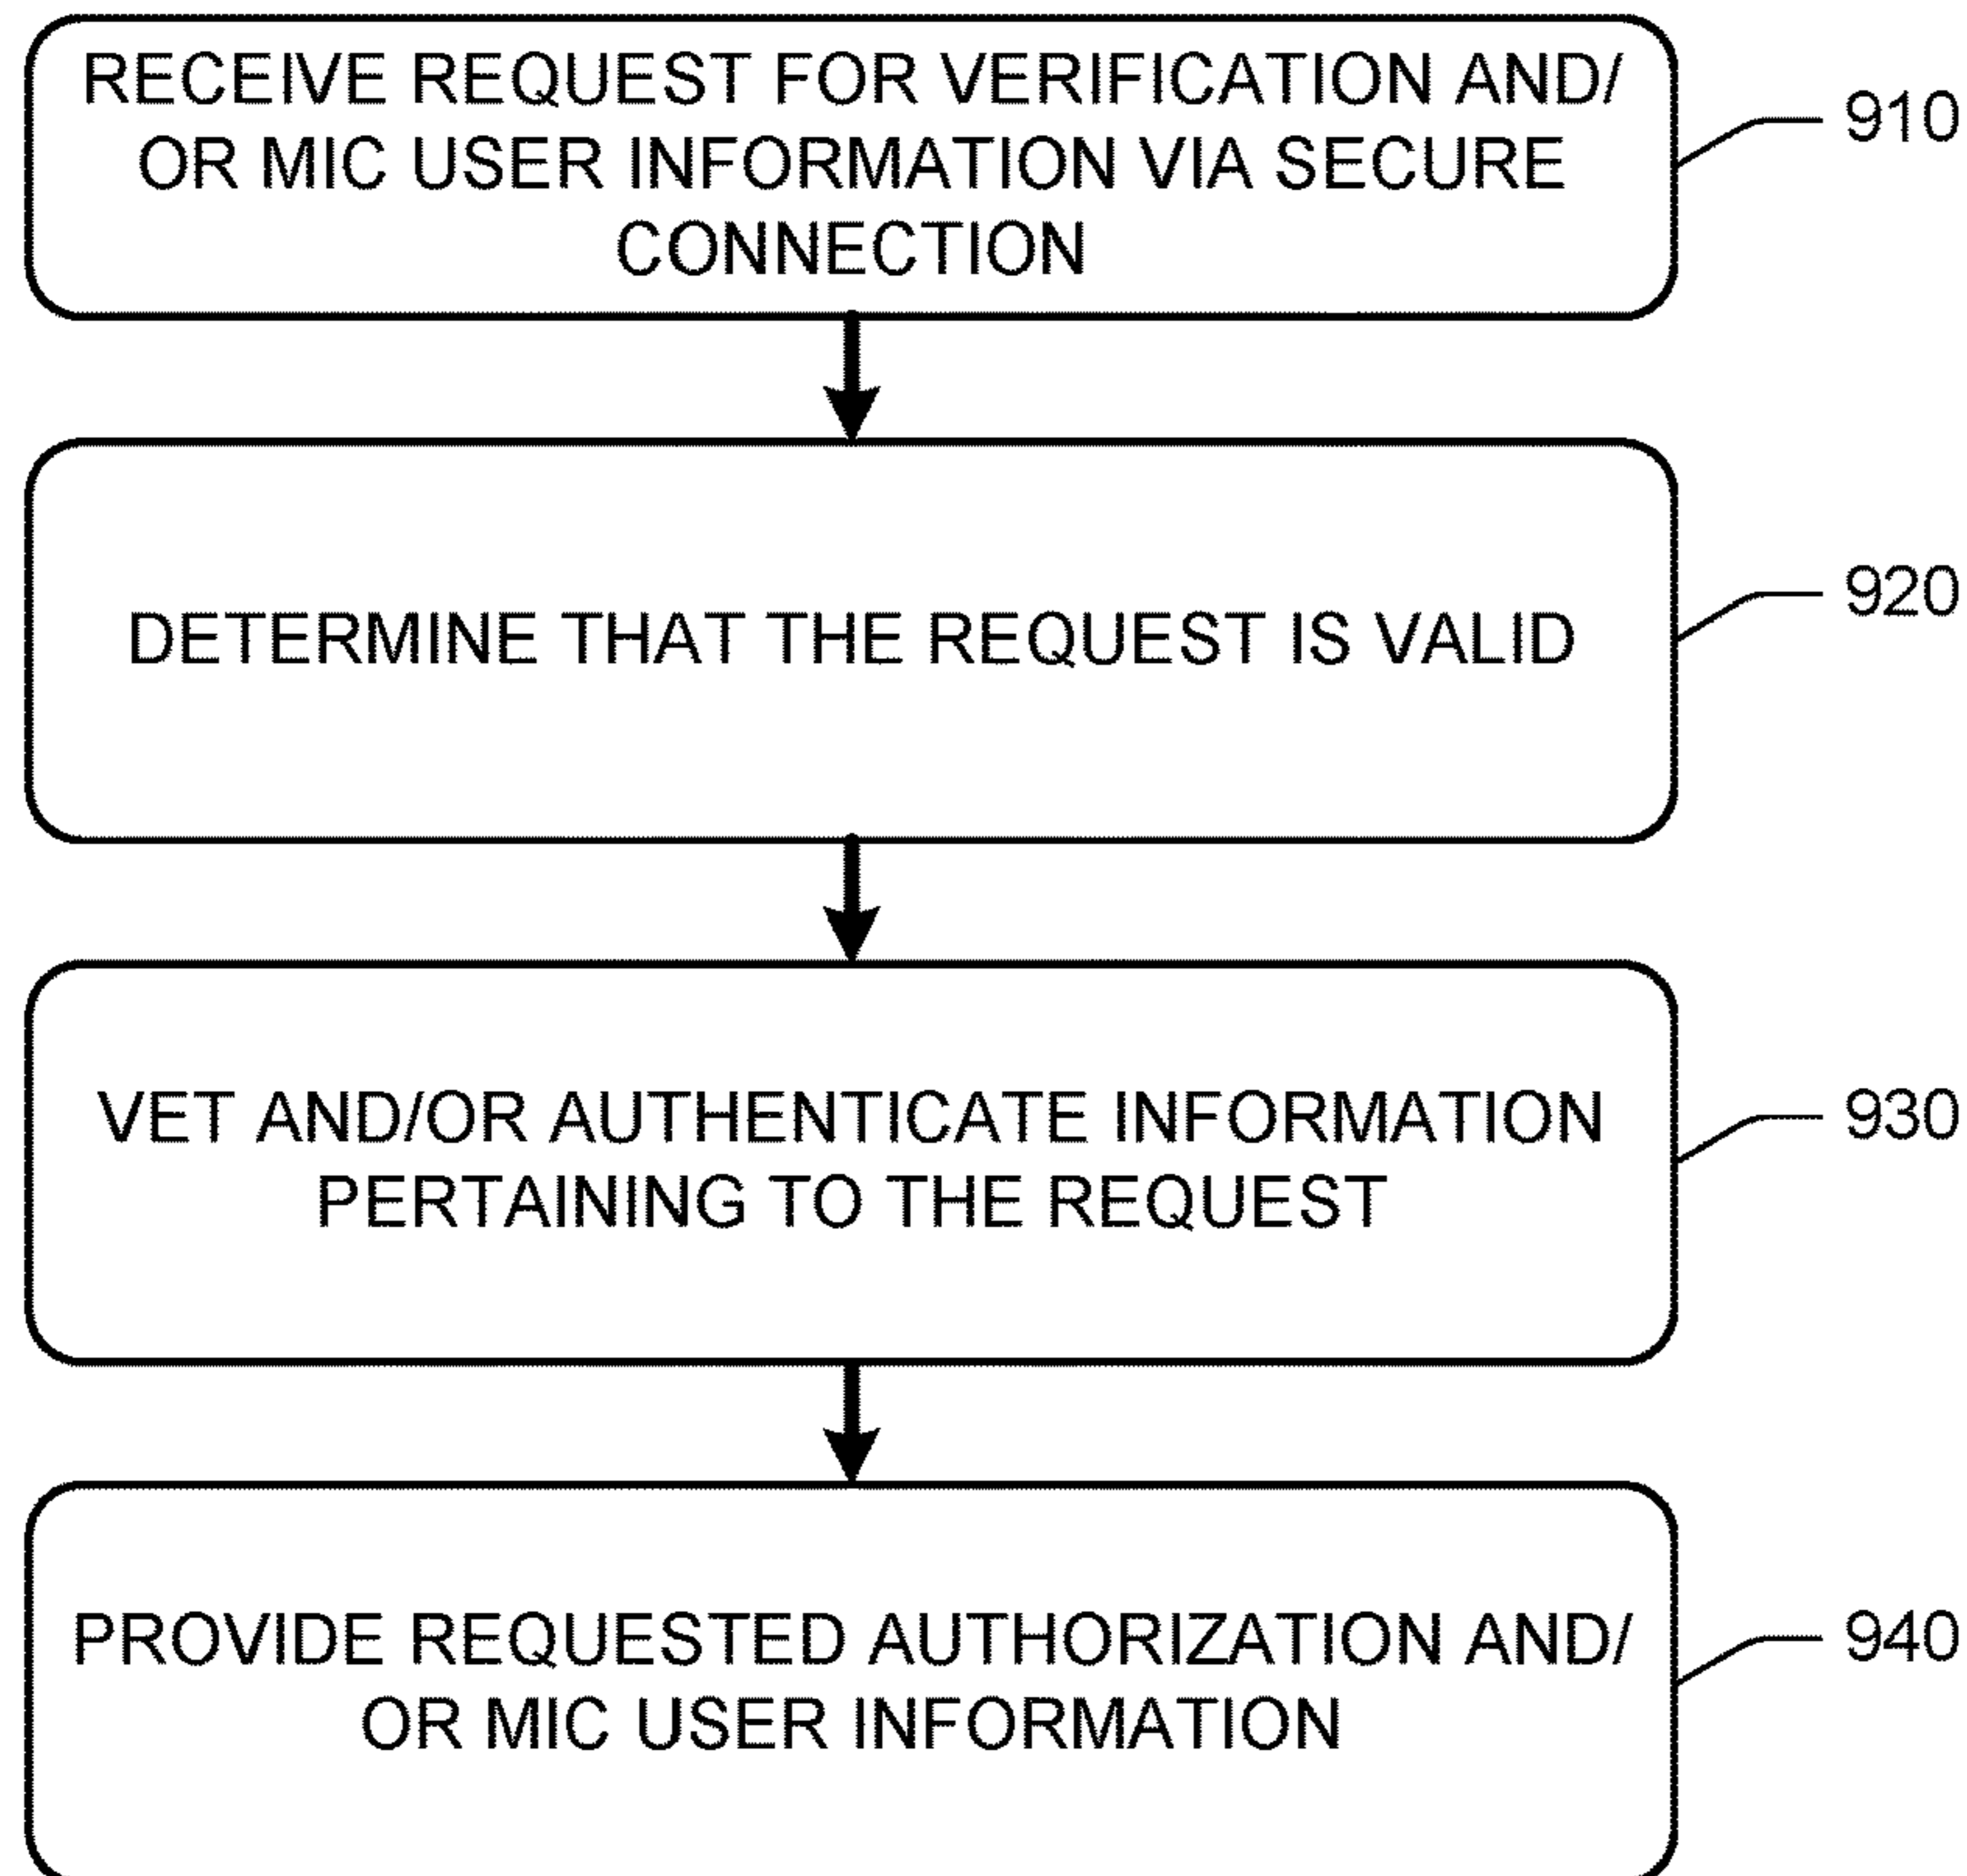 RECEIVE REQUEST FOR VERIFICATION AND/
OR MIC USER INFORMATION VIA SECURE
CONNECTION
910
DETERMINE THAT THE REQUEST IS VALID
920
VET AND/OR AUTHENTICATE INFORMATION
PERTAINING TO THE REQUEST
930
PROVIDE REQUESTED AUTHORIZATION AND/
OR MIC USER INFORMATION
940